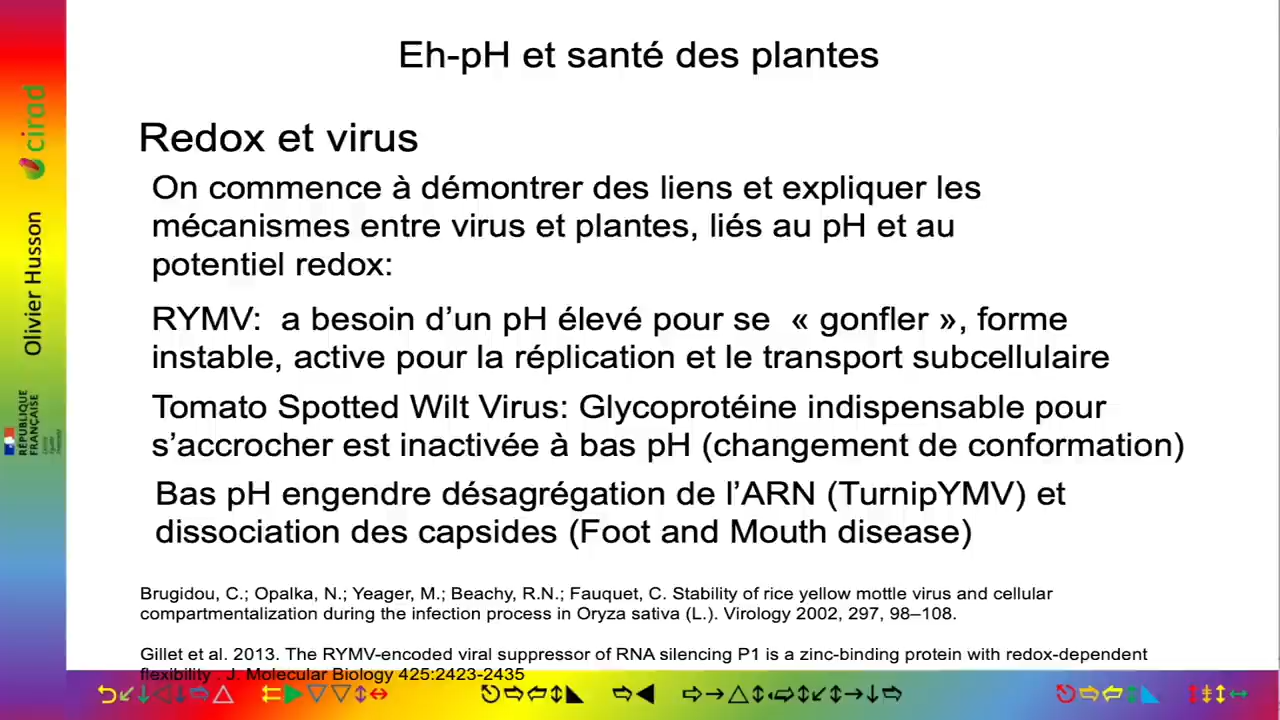 Eh-pH et santé des plantes
Redox et virus
On commence à démontrer des liens et expliquer les
mécanismes entre virus et plantes, liés au pH et au
potentiel redox:
RYMV:  a besoin d’un pH élevé pour se  « gonfler », forme
instable, active pour la réplication et le transport subcellulaire
Tomato Spotted Wilt Virus: Glycoprotéine indispensable pour
s’accrocher est inactivée à bas pH (changement de conformation)
Bas pH engendre désagrégation de l’ARN (TurnipYMV) et
dissociation des capsides (Foot and Mouth disease)
Brugidou, C.; Opalka, N.; Yeager, M.; Beachy, R.N.; Fauquet, C. Stability of rice yellow mottle virus and cellular
compartmentalization during the infection process in Oryza sativa (L.). Virology 2002, 297, 98–108.
Gillet et al. 2013. The RYMV-encoded viral suppressor of RNA silencing P1 is a zinc-binding protein with redox-dependent
flexibility . J. Molecular Biology 425:2423-2435
cirad
Olivier Husson
RÉPUBLIQUE
FRANÇAISE